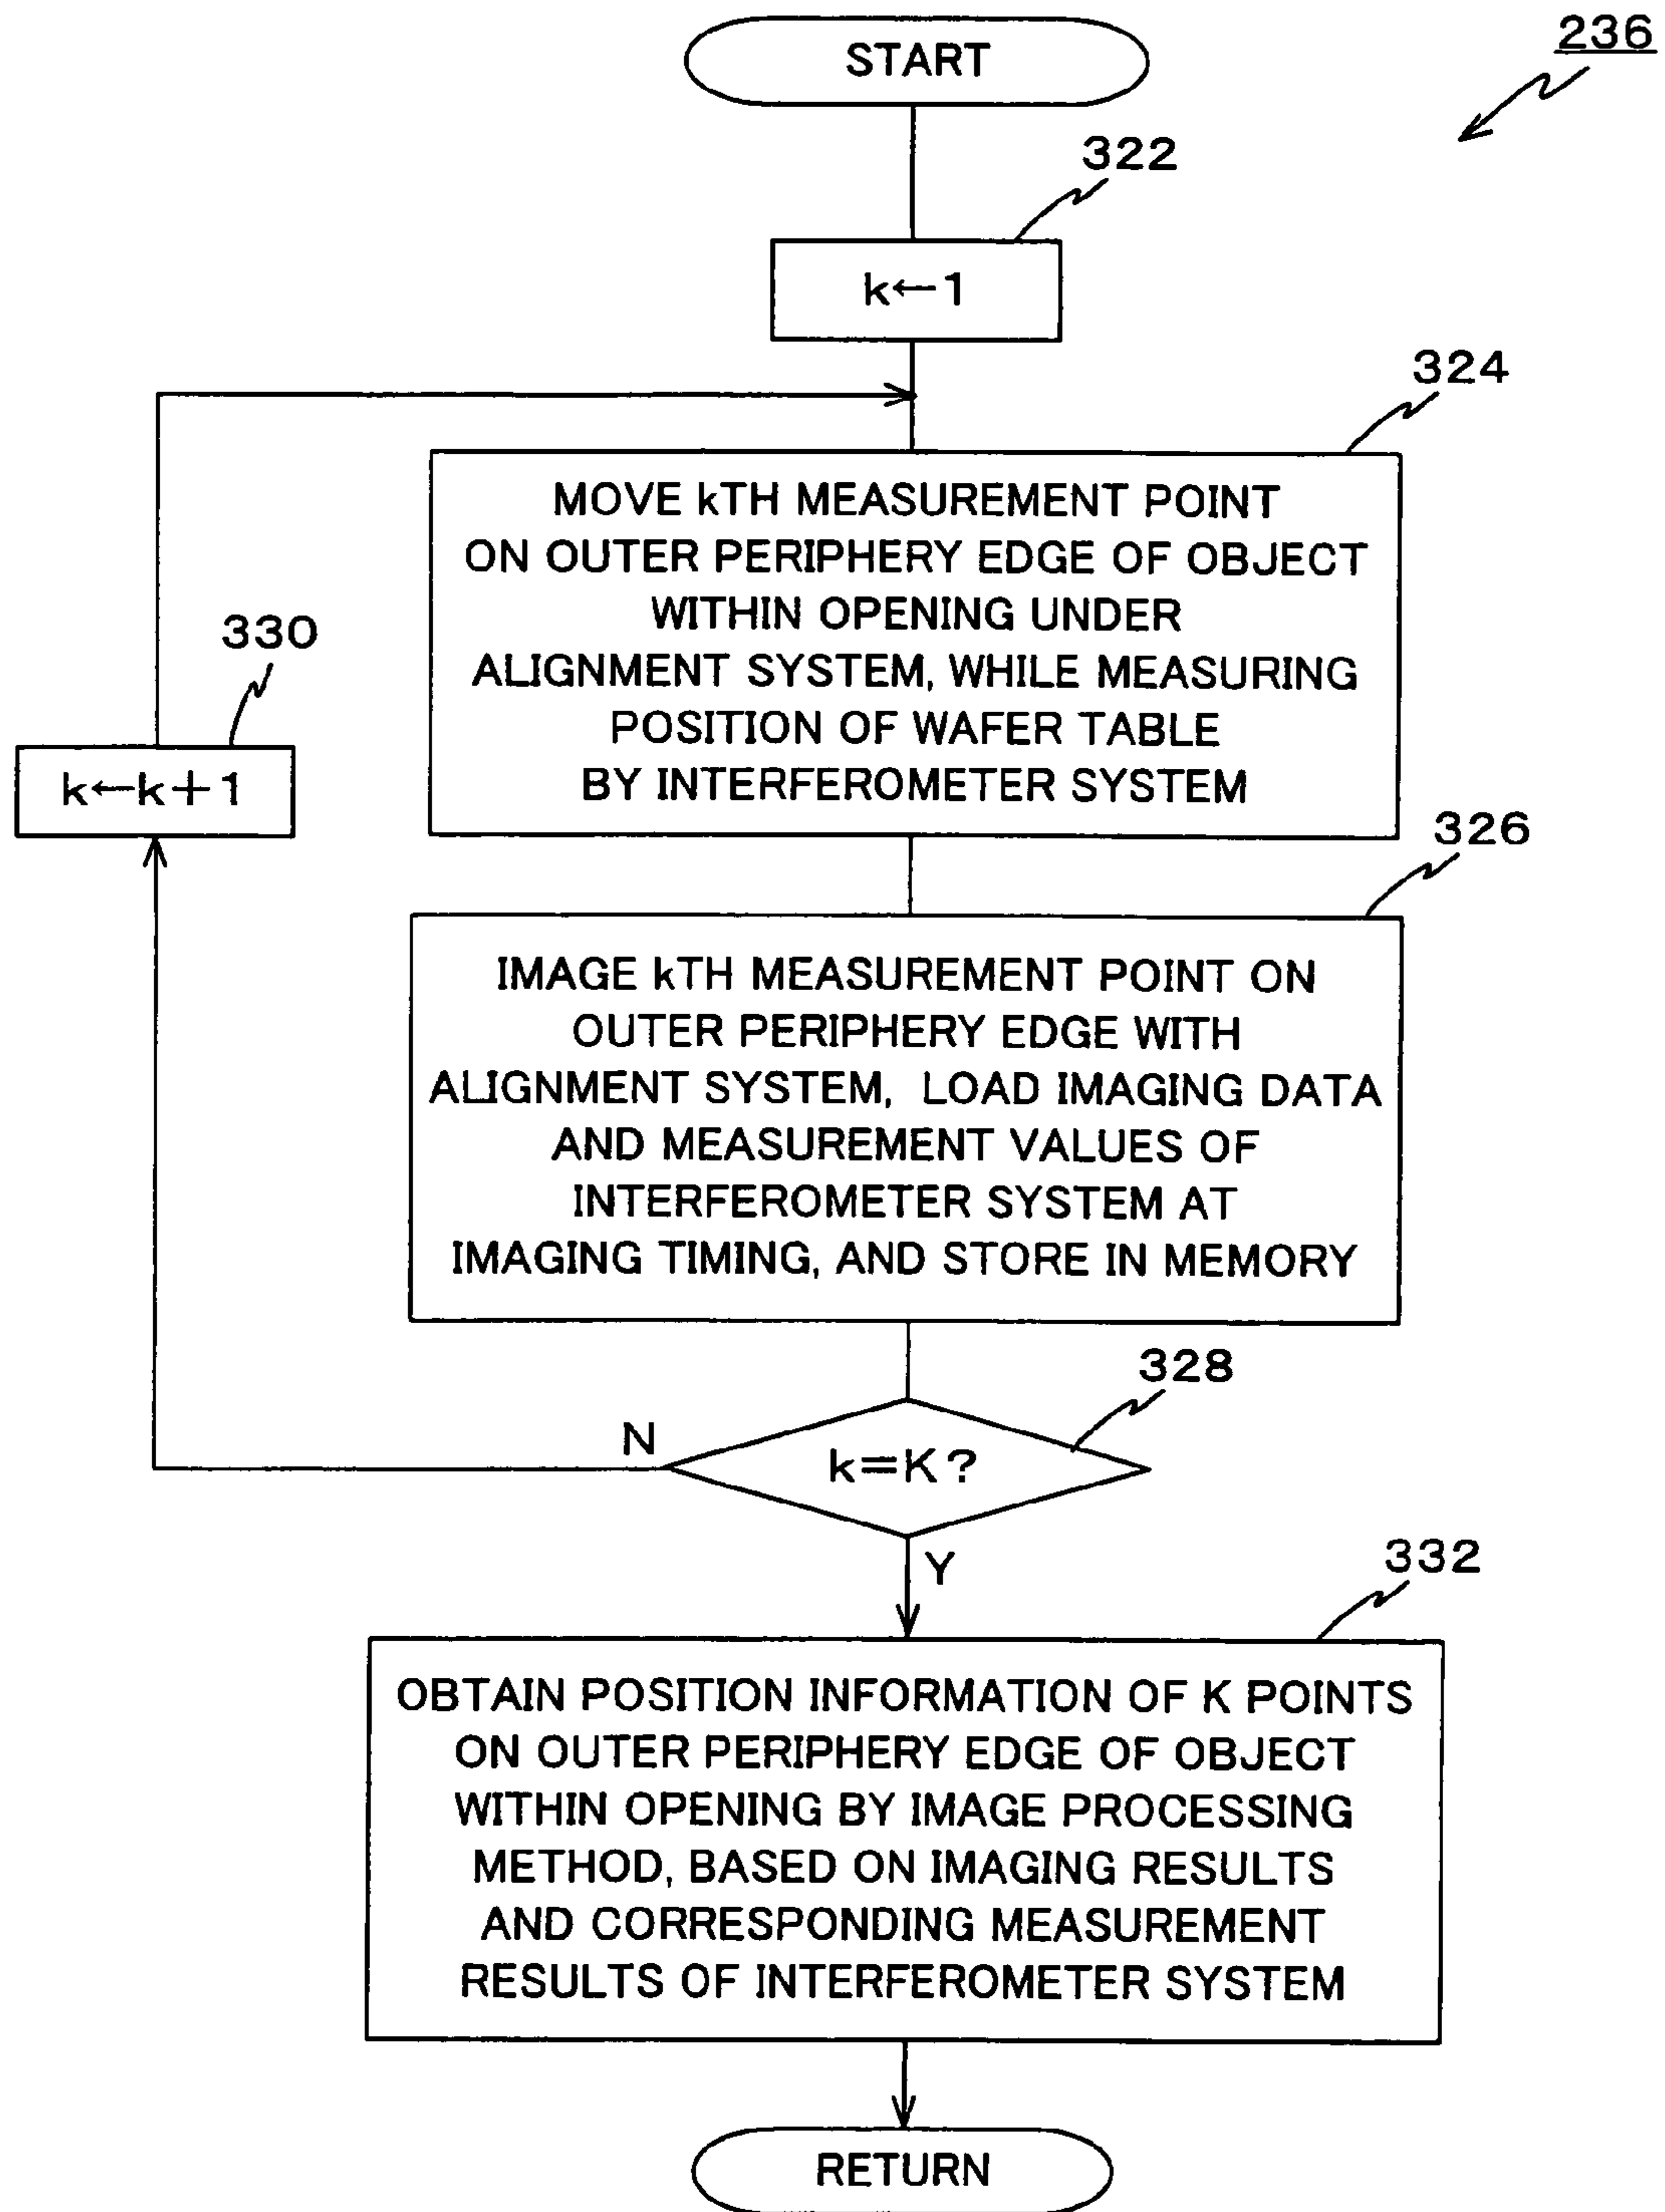 236
START
322
k←1
324
MOVE kTH MEASUREMENT POINT
ON OUTER PERIPHERY EDGE OF OBJECT
WITHIN OPENING UNDER
ALIGNMENT SYSTEM, WHILE MEASURING
POSITION OF WAFER TABLE
BY INTERFEROMETER SYSTEM
330
k←k+1
326
IMAGE kTH MEASUREMENT POINT ON
OUTER PERIPHERY EDGE WITH
ALIGNMENT SYSTEM, LOAD IMAGING DATA
AND MEASUREMENT VALUES OF
INTERFEROMETER SYSTEM AT
IMAGING TIMING, AND STORE IN MEMORY
328
N
k=K?
Y
332
OBTAIN POSITION INFORMATION OF K POINTS
ON OUTER PERIPHERY EDGE OF OBJECT
WITHIN OPENING BY IMAGE PROCESSING
METHOD, BASED ON IMAGING RESULTS
AND CORRESPONDING MEASUREMENT
RESULTS OF INTERFEROMETER SYSTEM
RETURN